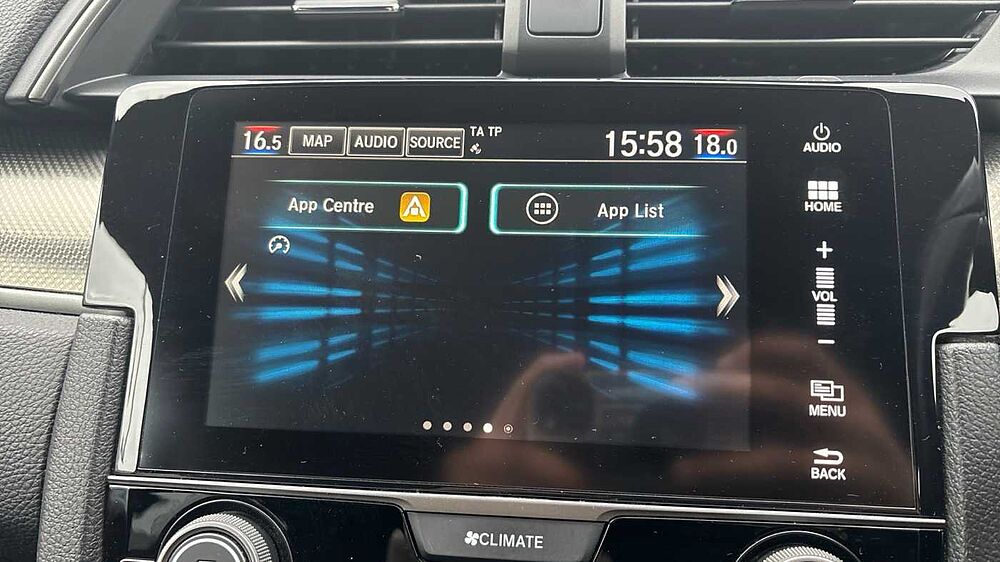 16.5 MAP AUDIO SOURCE TA TP 15:58 18.0
App Centre
App List
AUDIO
HOME
+
VOL
−
MENU
BACK
CLIMATE